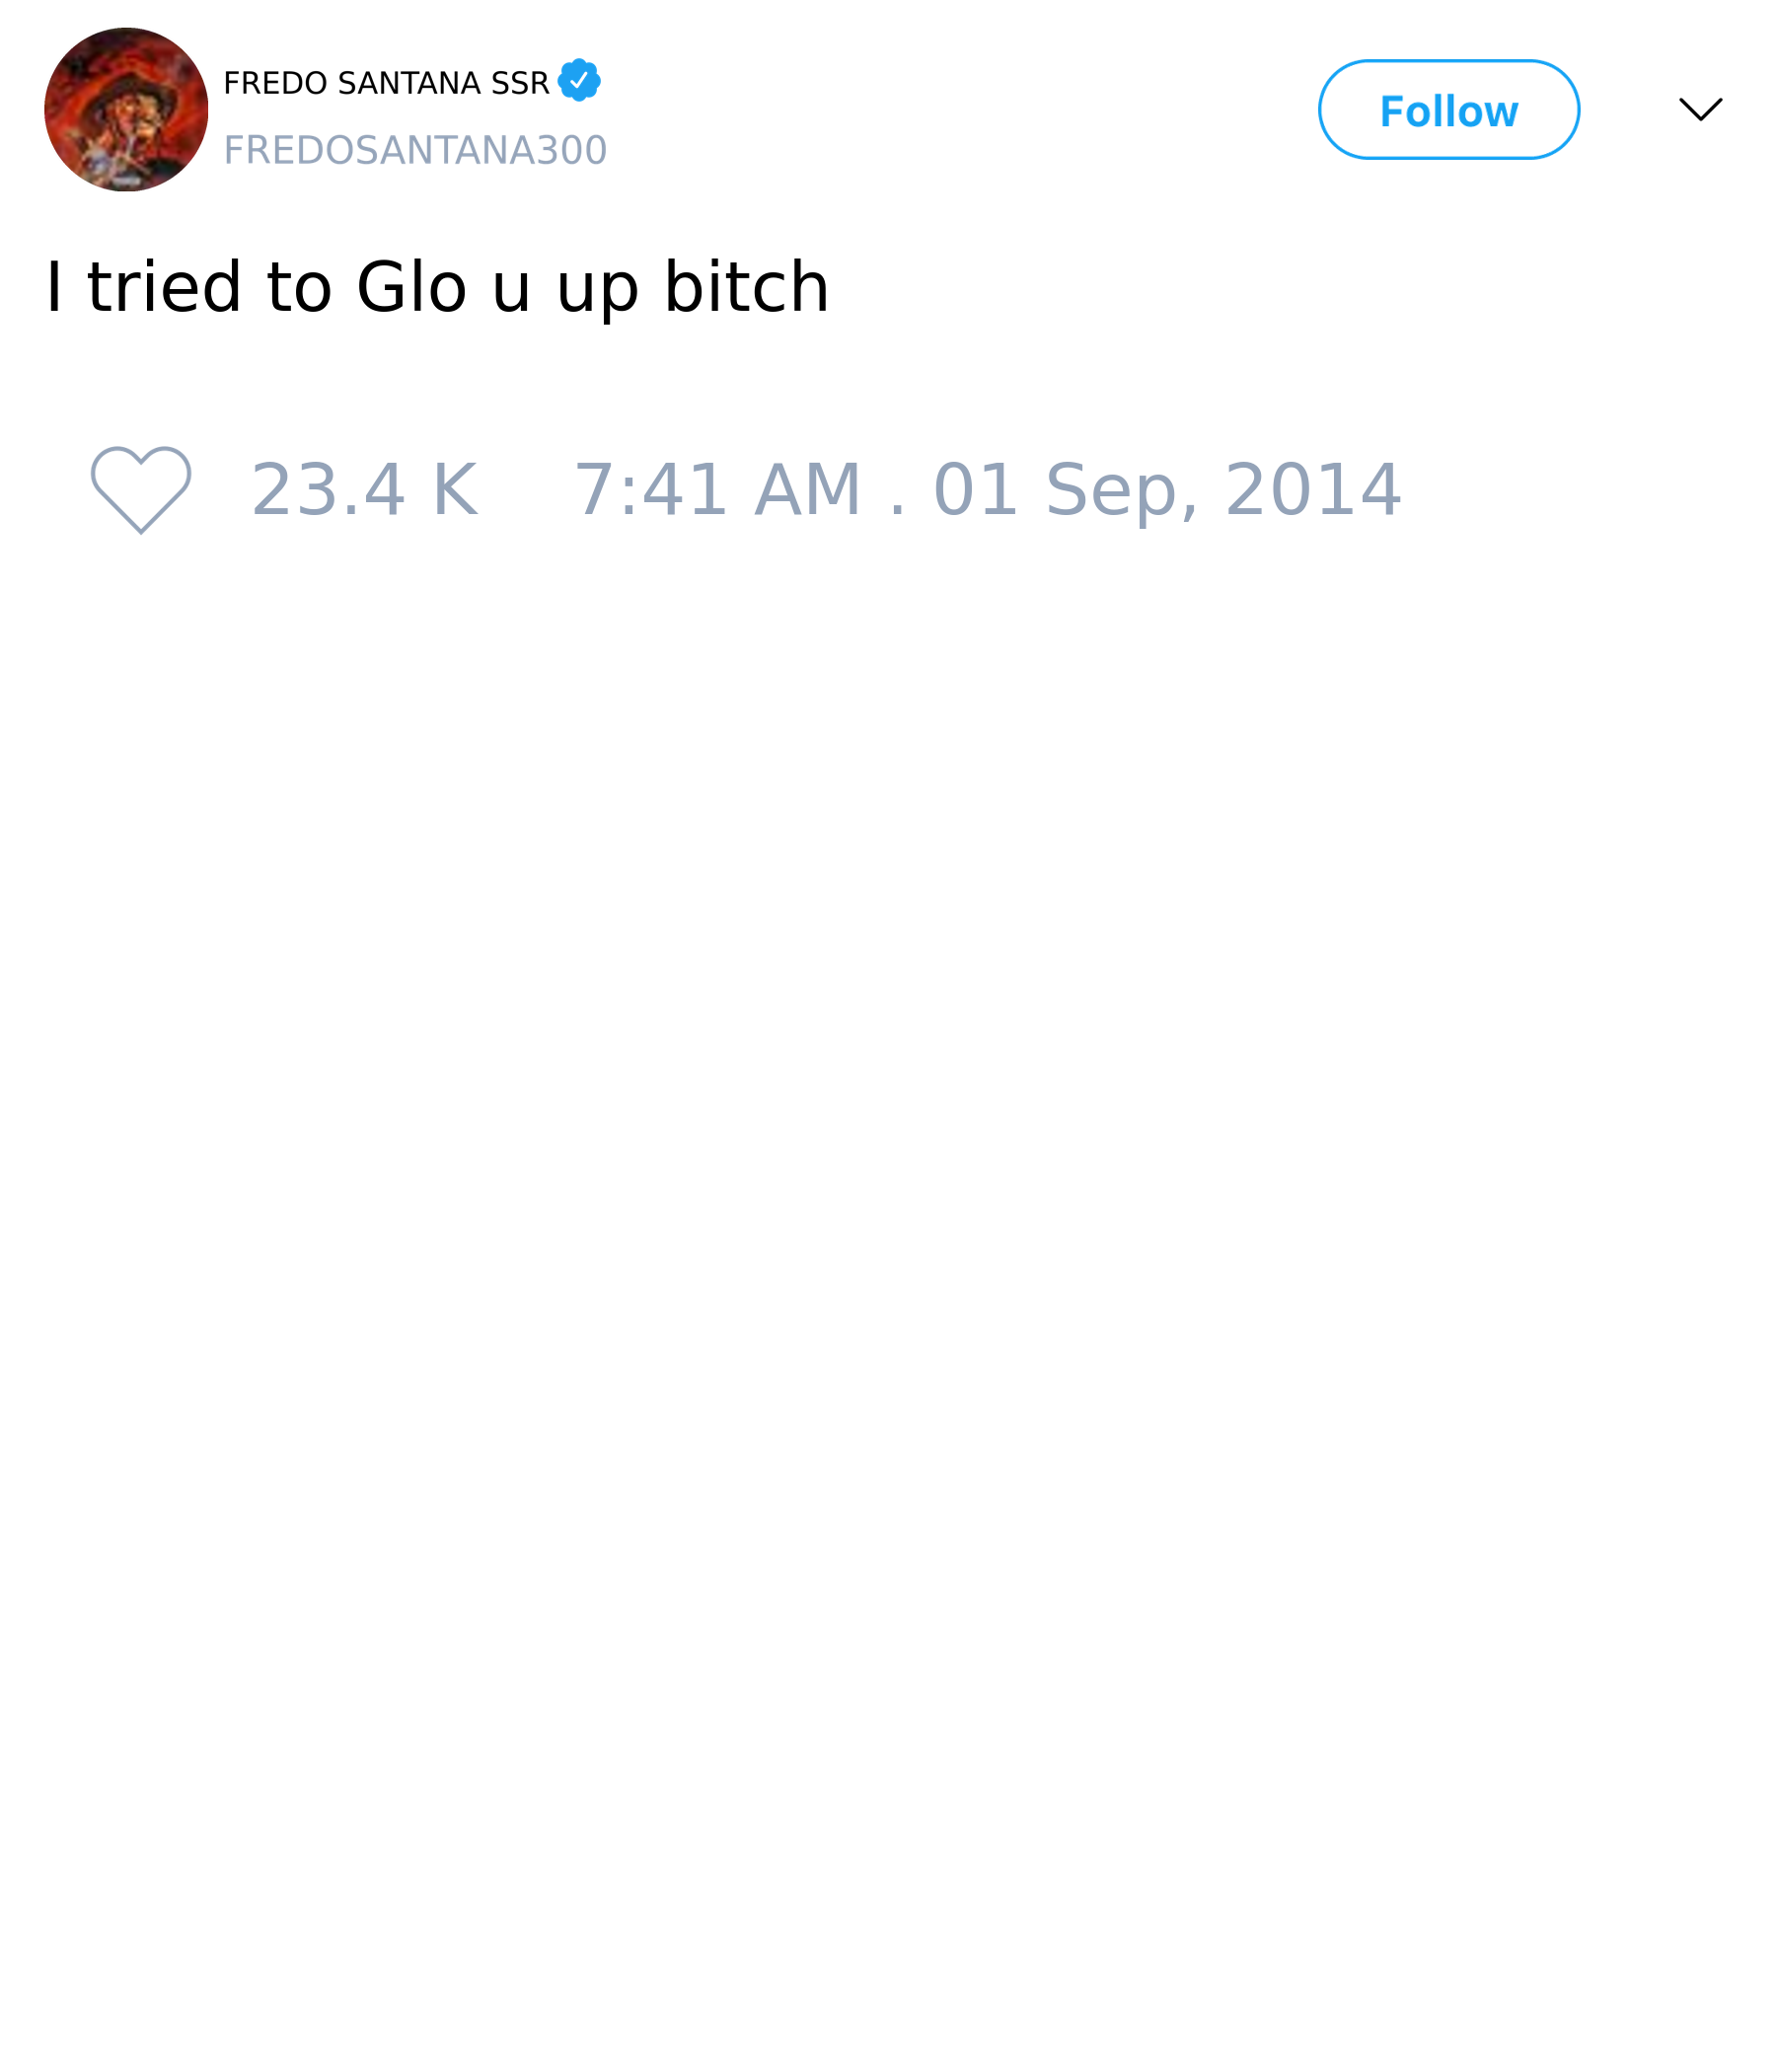 FREDO SANTANA SSR
FREDOSANTANA300
Follow
I tried to Glo u up bitch
23.4 K 7:41 AM . 01 Sep, 2014